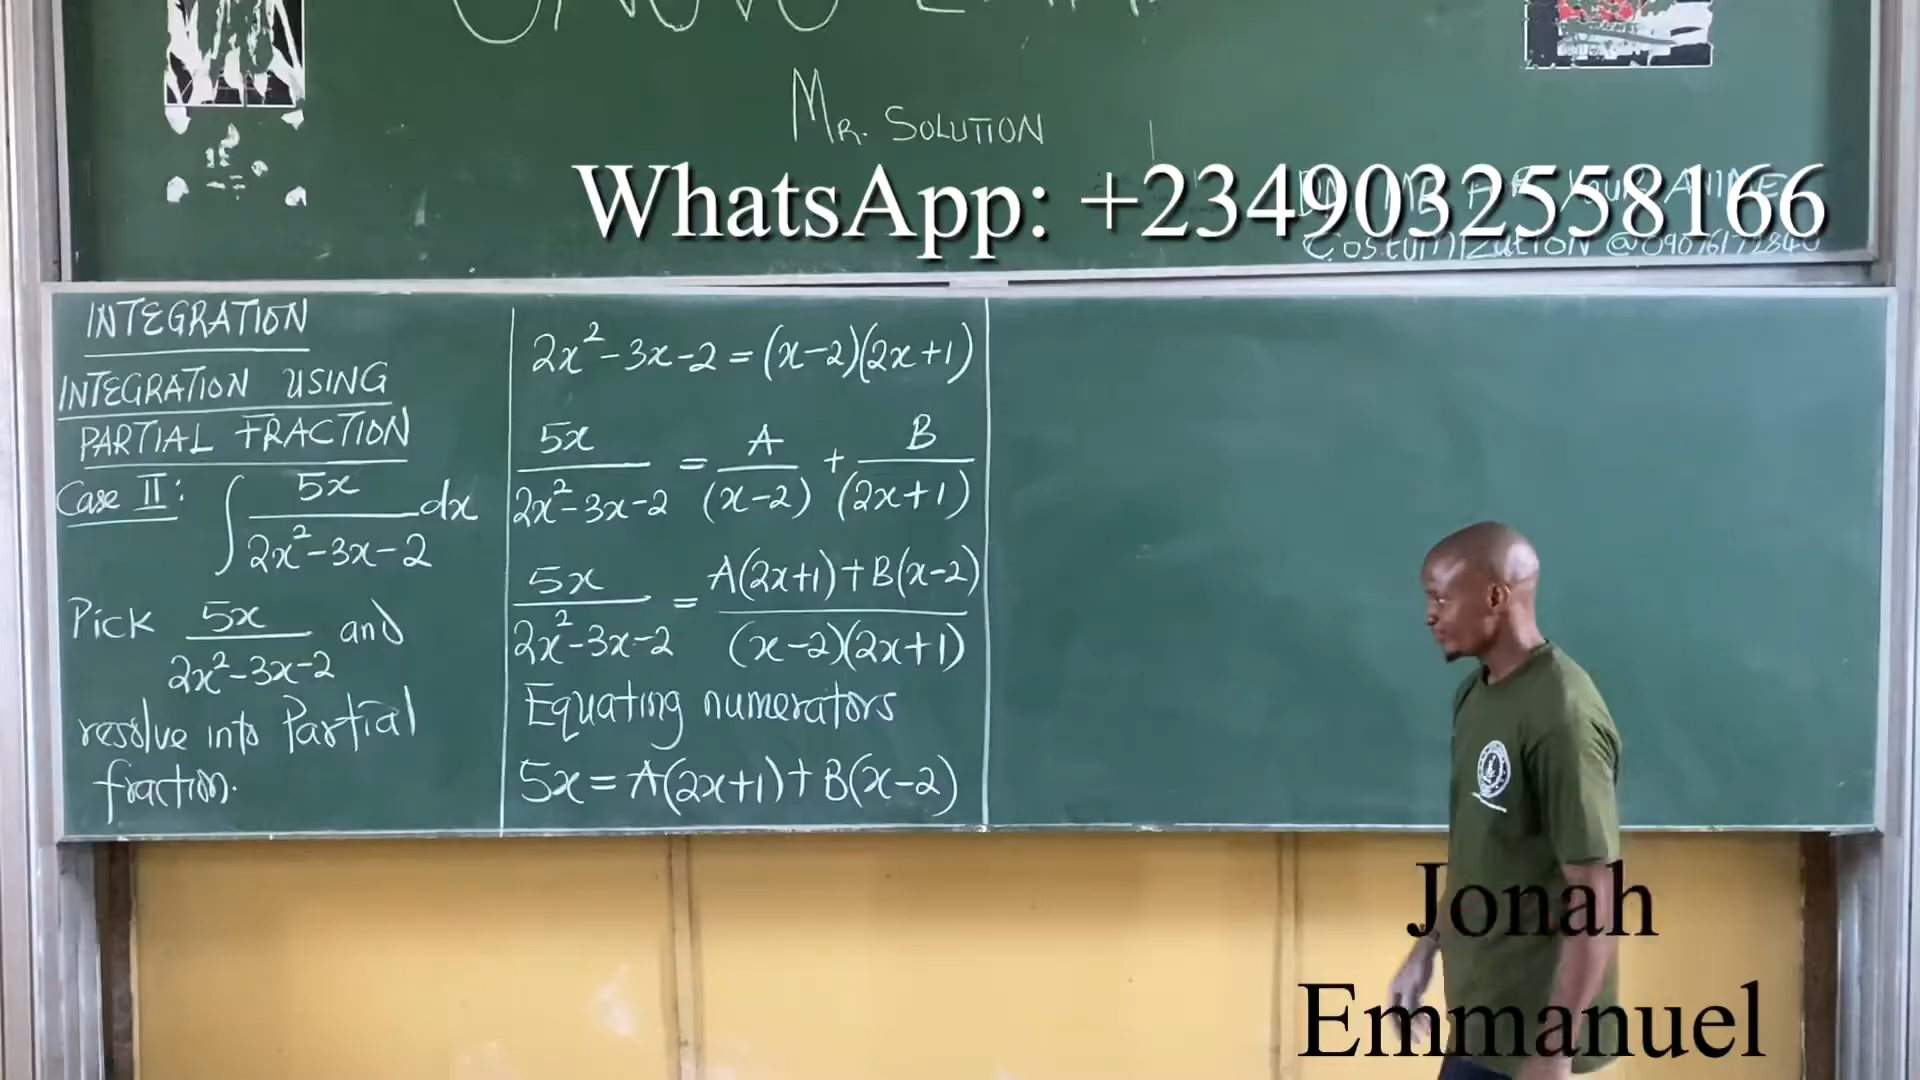 MR. SOLUTION
WhatsApp: +2349032558166
INTEGRATION
INTEGRATION USING
PARTIAL FRACTION
Case II: ∫ 5x / 2x²-3x-2 dx
Pick 5x / 2x²-3x-2 and
resolve into Partial
fraction.
2x²-3x-2 = (x-2)(2x+1)
5x / 2x²-3x-2 = A / (x-2) + B / (2x+1)
5x / 2x²-3x-2 = A(2x+1)+B(x-2) / (x-2)(2x+1)
Equating numerators
5x = A(2x+1)+B(x-2)
Jonah
Emmanuel